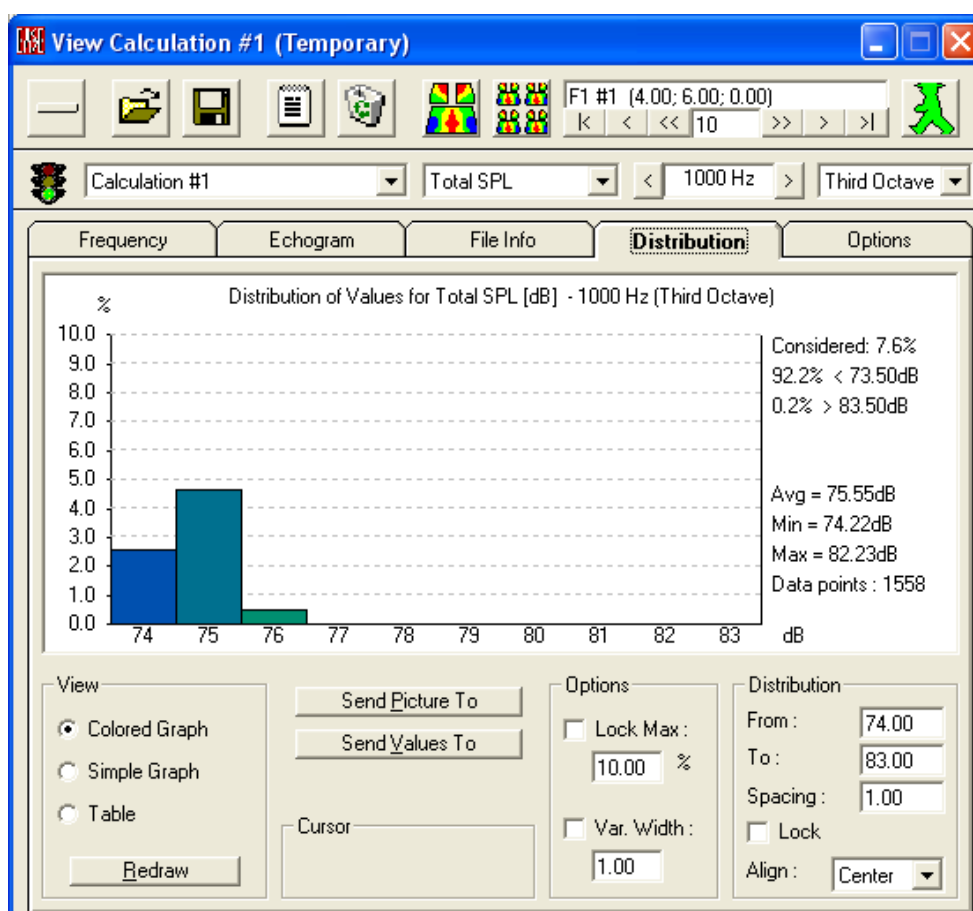 View Calculation #1 (Temporary)
F1 #1 (4.00; 6.00; 0.00)
|< < << 10 >> > >|
Calculation #1 Total SPL < 1000 Hz > Third Octave
Frequency Echogram File Info Distribution Options
% Distribution of Values for Total SPL [dB] - 1000 Hz (Third Octave)
10.0
9.0
8.0
7.0
6.0
5.0
4.0
3.0
2.0
1.0
0.0
74 75 76 77 78 79 80 81 82 83 dB
Considered: 7.6%
92.2% < 73.50dB
0.2% > 83.50dB
Avg = 75.55dB
Min = 74.22dB
Max = 82.23dB
Data points : 1558
View
Colored Graph
Simple Graph
Table
Redraw
Send Picture To
Send Values To
Cursor
Options
Lock Max :
10.00 %
Var. Width :
1.00
Distribution
From : 74.00
To : 83.00
Spacing : 1.00
Lock
Align : Center